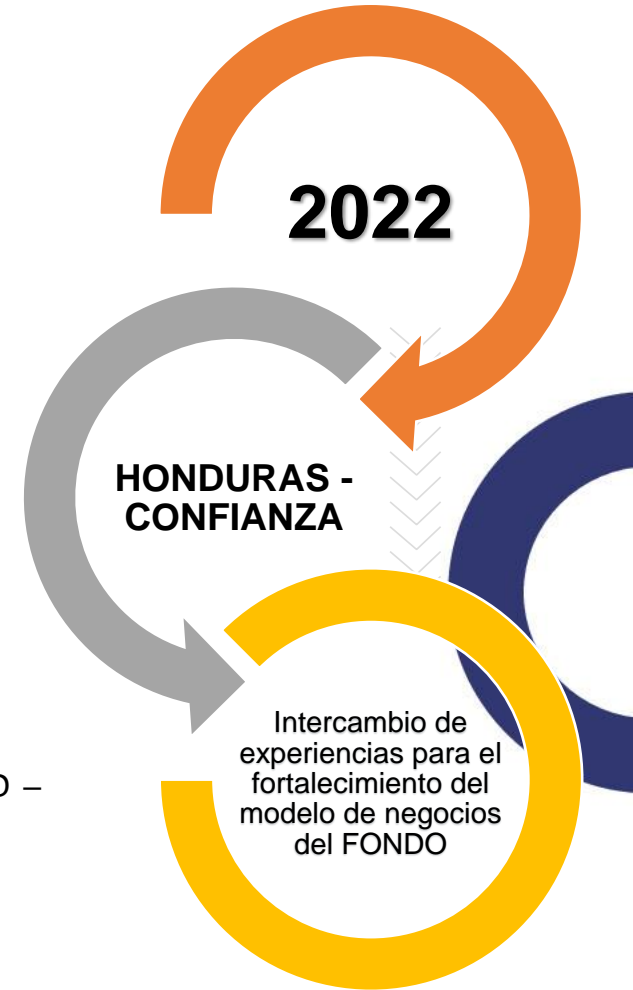 2022
HONDURAS -
CONFIANZA
Intercambio de
experiencias para el
fortalecimiento del
modelo de negocios
del FONDO
–